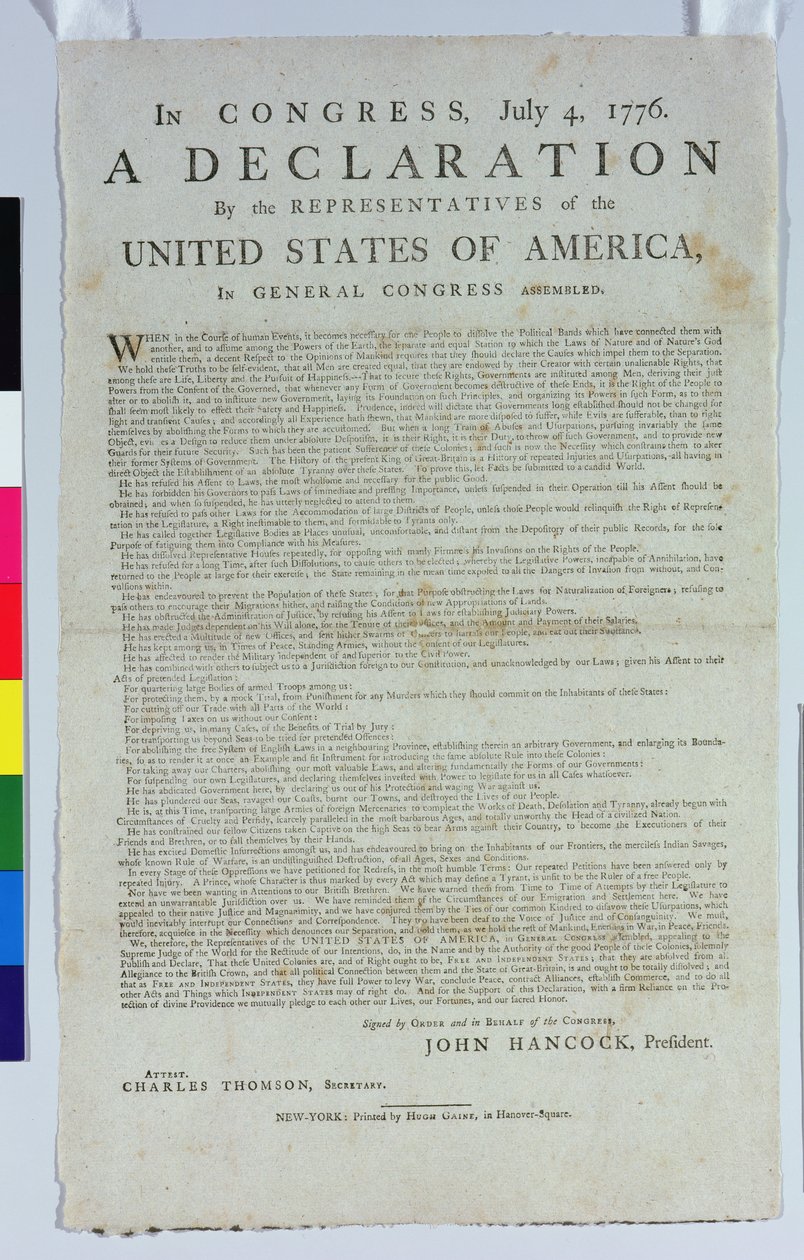 In CONGRESS, July 4, 1776.
A DECLARATION
By the REPRESENTATIVES of the
UNITED STATES OF AMERICA,
In GENERAL CONGRESS ASSEMBLED.
WHEN in the Courſe of human Events, it becomes neceſſary for one People to diſſolve the Political Bands which have connected them with
another, and to aſſume among the Powers of the Earth, the ſeparate and equal Station to which the Laws of Nature and of Nature's God
entitle them, a decent Reſpect to the Opinions of Mankind requires that they ſhould declare the Cauſes which impel them to the Separation.
We hold theſe Truths to be ſelf-evident, that all Men are created equal, that they are endowed by their Creator with certain unalienable Rights, that
among theſe are Life, Liberty and the Purſuit of Happineſs.---That to ſecure theſe Rights, Governments are inſtituted among Men, deriving their juſt
Powers from the Conſent of the Governed, that whenever any Form of Government becomes deſtructive of theſe Ends, it is the Right of the People to
alter or to aboliſh it, and to inſtitute new Government, laying its Foundation on ſuch Principles, and organizing its Powers in ſuch Form, as to them
ſhall ſeem moſt likely to effect their Safety and Happineſs. Prudence, indeed will dictate that Governments long eſtabliſhed ſhould not be changed for
light and tranſient Cauſes; and accordingly all Experience hath ſhewn, that Mankind are more diſpoſed to ſuffer, while Evils are ſufferable, than to right
themſelves by aboliſhing the Forms to which they are accuſtomed. But when a long Train of Abuſes and Uſurpations, purſuing invariably the ſame
Object, evinces a Deſign to reduce them under abſolute Deſpotiſm, it is their Right, it is their Duty, to throw off ſuch Government, and to provide new
Guards for their future Security. Such has been the patient Sufferance of theſe Colonies; and ſuch is now the Neceſſity which conſtrains them to alter
their former Syſtems of Government. The Hiſtory of the preſent King of Great-Britain is a Hiſtory of repeated Injuries and Uſurpations, all having in
direct Object the Eſtabliſhment of an abſolute Tyranny over theſe States. To prove this, let Facts be ſubmitted to a candid World.
He has refuſed his Aſſent to Laws, the moſt wholſome and neceſſary for the public Good.
He has forbidden his Governors to paſs Laws of immediate and preſſing Importance, unleſs ſuſpended in their Operation till his Aſſent ſhould be
obtained; and when ſo ſuſpended, he has utterly neglected to attend to them.
He has refuſed to paſs other Laws for the Accommodation of large Diſtricts of People, unleſs thoſe People would relinquiſh the Right of Represen-
tation in the Legiſlature, a Right ineſtimable to them, and formidable to Tyrants only.
He has called together Legiſlative Bodies at Places unuſual, uncomfortable, and diſtant from the Depoſitory of their public Records, for the ſole
Purpoſe of fatiguing them into Compliance with his Meaſures.
He has diſſolved Repreſentative Houſes repeatedly, for oppoſing with manly Firmneſs his Invaſions on the Rights of the People.
He has refuſed for a long Time, after ſuch Diſſolutions, to cauſe others to be elected; whereby the Legiſlative Powers, incapable of Annihilation, have
returned to the People at large for their exerciſe; the State remaining in the mean time expoſed to all the Dangers of Invaſion from without, and Con-
vulſions within.
He has endeavoured to prevent the Population of theſe States; for that Purpoſe obſtructing the Laws for Naturalization of Foreigners; refuſing to
paſs others to encourage their Migrations hither, and raiſing the Conditions of new Appropriations of Lands.
He has obſtructed the Adminiſtration of Juſtice, by refuſing his Aſſent to Laws for eſtabliſhing Judiciary Powers.
He has made Judges dependent on his Will alone, for the Tenure of their Offices, and the Amount and Payment of their Salaries.
He has erected a Multitude of new Offices, and ſent hither Swarms of Officers to harraſs our People, and eat out their Subſtance.
He has kept among us, in Times of Peace, Standing Armies, without the Conſent of our Legiſlatures.
He has affected to render the Military independent of and ſuperior to the Civil Power.
He has combined with others to ſubject us to a Juriſdiction foreign to our Conſtitution, and unacknowledged by our Laws; given his Aſſent to their
Acts of pretended Legiſlation:
For quartering large Bodies of armed Troops among us:
For protecting them, by a mock Trial, from Puniſhment for any Murders which they ſhould commit on the Inhabitants of theſe States:
For cutting off our Trade with all Parts of the World:
For impoſing Taxes on us without our Conſent:
For depriving us, in many Caſes, of the Benefits of Trial by Jury:
For tranſporting us beyond Seas to be tried for pretended Offences:
For aboliſhing the free Syſtem of Engliſh Laws in a neighbouring Province, eſtabliſhing therein an arbitrary Government, and enlarging its Bounda-
ries, ſo as to render it at once an Example and fit Inſtrument for introducing the ſame abſolute Rule into theſe Colonies:
For taking away our Charters, aboliſhing our moſt valuable Laws, and altering fundamentally the Forms of our Governments:
For ſuſpending our own Legiſlatures, and declaring themſelves inveſted with Power to legiſlate for us in all Caſes whatſoever.
He has abdicated Government here, by declaring us out of his Protection and waging War againſt us.
He has plundered our Seas, ravaged our Coaſts, burnt our Towns, and deſtroyed the Lives of our People.
He is, at this Time, tranſporting large Armies of foreign Mercenaries to compleat the Works of Death, Deſolation and Tyranny, already begun with
Circumſtances of Cruelty and Perfidy, ſcarcely paralleled in the moſt barbarous Ages, and totally unworthy the Head of a civilized Nation.
He has conſtrained our fellow Citizens taken Captive on the high Seas to bear Arms againſt their Country, to become the Executioners of their
Friends and Brethren, or to fall themſelves by their Hands.
He has excited Domeſtic Inſurrections amongſt us, and has endeavoured to bring on the Inhabitants of our Frontiers, the mercileſs Indian Savages,
whoſe known Rule of Warfare, is an undiſtinguiſhed Deſtruction, of all Ages, Sexes and Conditions.
In every Stage of theſe Oppreſſions we have petitioned for Redreſs, in the moſt humble Terms: Our repeated Petitions have been anſwered only by
repeated Injury. A Prince, whoſe Character is thus marked by every Act which may define a Tyrant, is unfit to be the Ruler of a free People.
Nor have we been wanting in Attentions to our Britiſh Brethren. We have warned them from Time to Time of Attempts by their Legiſlature to
extend an unwarrantable Juriſdiction over us. We have reminded them of the Circumſtances of our Emigration and Settlement here. We have
appealed to their native Juſtice and Magnanimity, and we have conjured them by the Ties of our common Kindred to diſavow theſe Uſurpations, which
would inevitably interrupt our Connections and Correſpondence. They too have been deaf to the Voice of Juſtice and of Conſanguinity. We muſt,
therefore, acquieſce in the Neceſſity which denounces our Separation, and hold them, as we hold the reſt of Mankind, Enemies in War, in Peace, Friends.
We, therefore, the Repreſentatives of the UNITED STATES OF AMERICA, in GENERAL CONGRESS Aſſembled, appealing to the
Supreme Judge of the World for the Rectitude of our Intentions, do, in the Name and by the Authority of the good People of theſe Colonies, ſolemnly
Publiſh and Declare, That theſe United Colonies are, and of Right ought to be, FREE AND INDEPENDENT STATES; that they are abſolved from all
Allegiance to the Britiſh Crown, and that all political Connection between them and the State of Great-Britain, is and ought to be totally diſſolved; and
that as FREE AND INDEPENDENT STATES, they have full Power to levy War, conclude Peace, contract Alliances, eſtabliſh Commerce, and to do all
other Acts and Things which INDEPENDENT STATES may of right do. And for the Support of this Declaration, with a firm Reliance on the Pro-
tection of divine Providence we mutually pledge to each other our Lives, our Fortunes, and our ſacred Honor.
Signed by ORDER and in BEHALF of the CONGRESS,
JOHN HANCOCK, Preſident.
ATTEST.
CHARLES THOMSON, SECRETARY.
NEW-YORK: Printed by HUGH GAINE, in Hanover-Square.